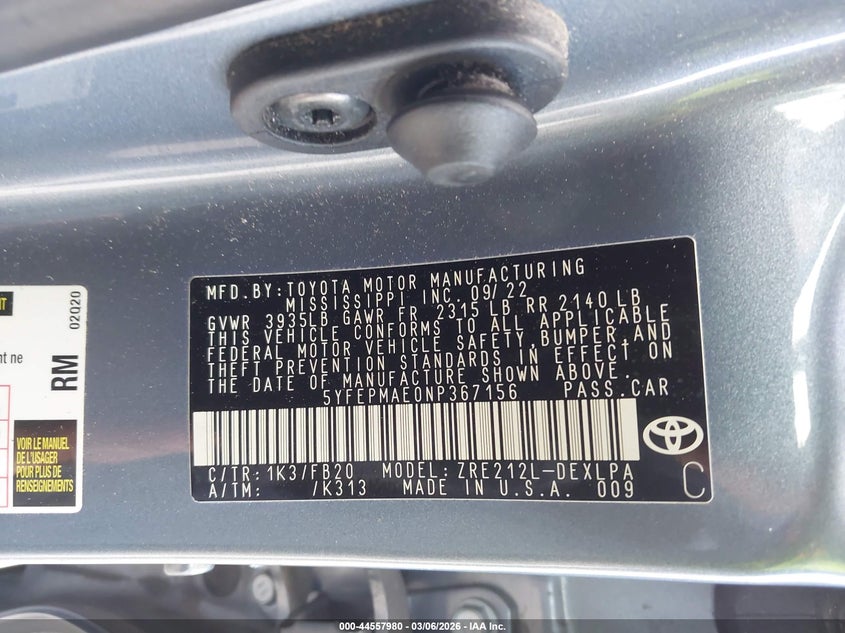 MFD.BY:TOYOTA MOTOR MANUFACTURING
MISSISSIPPI INC. 09/22
GVWR 3935LB GAWR FR 2315 LB RR 2140 LB
THIS VEHICLE CONFORMS TO ALL APPLICABLE
FEDERAL MOTOR VEHICLE SAFETY,BUMPER,AND
THEFT PREVENTION STANDARDS IN EFFECT ON
THE DATE OF MANUFACTURE SHOWN ABOVE.
5YFEPMAE0NP367156 PASS.CAR
C/TR:1K3/FB20 MODEL:ZRE212L-DEXLPA
A/TM: /K313 MADE IN U.S.A. 009
C
02020
RM
nt ne
VOIR LE MANUEL
DE L'USAGER
POUR PLUS DE
RENSEIGNEMENTS
000-44557980 — 03/06/2026 — IAA Inc.